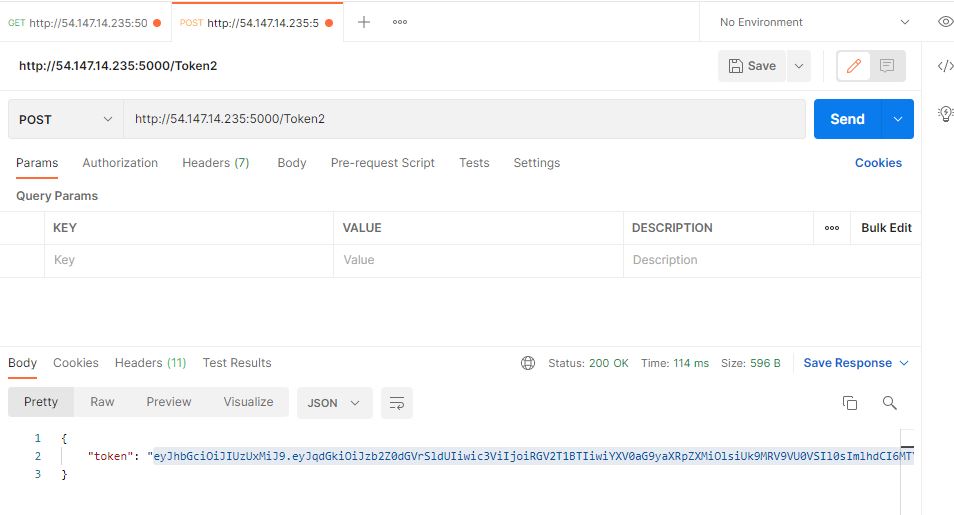 GET http://54.147.14.235:50 POST http://54.147.14.235:5 No Environment
http://54.147.14.235:5000/Token2 Save
POST http://54.147.14.235:5000/Token2 Send
Params Authorization Headers (7) Body Pre-request Script Tests Settings Cookies
Query Params
KEY VALUE DESCRIPTION Bulk Edit
Key Value Description
Body Cookies Headers (11) Test Results Status: 200 OK Time: 114 ms Size: 596 B Save Response
Pretty Raw Preview Visualize JSON
1 {
2 "token": "eyJhbGciOiJIUzUxMiJ9.eyJqdGkiOiJzb2Z0dGVrSldUIiwic3ViIjoiRGV2T1BTIiwiYXV0aG9yaXRpZXMiOlsiUk9MRV9VU0VSIl0sImlhdCI6MT
3 }